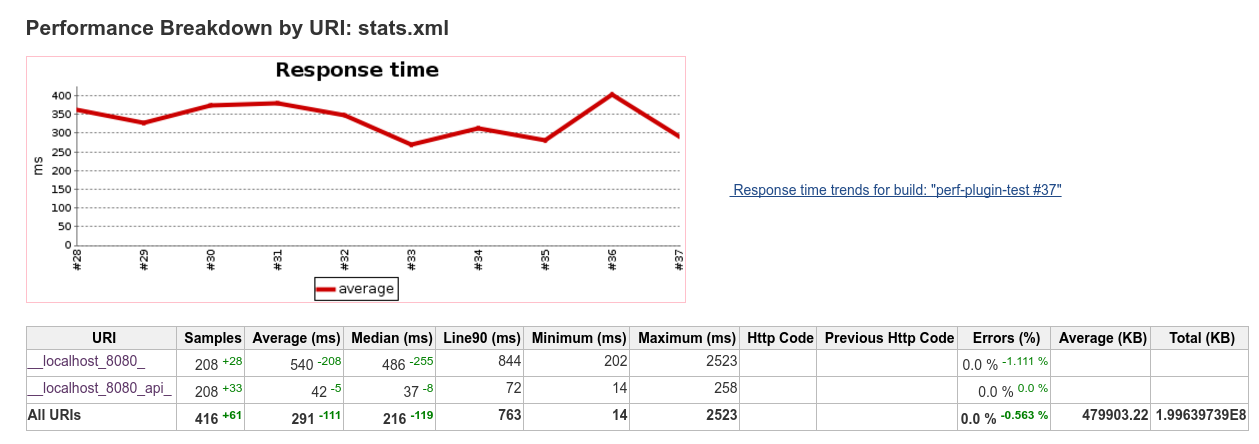 Performance Breakdown by URI: stats.xml
Response time
400
350
300
250
200
150
100
50
0
ms
#28 #29 #30 #31 #32 #33 #34 #35 #36 #37
average
Response time trends for build: "perf-plugin-test #37"
URI Samples Average (ms) Median (ms) Line90 (ms) Minimum (ms) Maximum (ms) Http Code Previous Http Code Errors (%) Average (KB) Total (KB)
__localhost_8080_ 208 +28 540 -208 486 -255 844 202 2523 0.0 % -1.111 %
__localhost_8080_api_ 208 +33 42 -5 37 -8 72 14 258 0.0 % 0.0 %
All URIs 416 +61 291 -111 216 -119 763 14 2523 0.0 % -0.563 % 479903.22 1.99639739E8